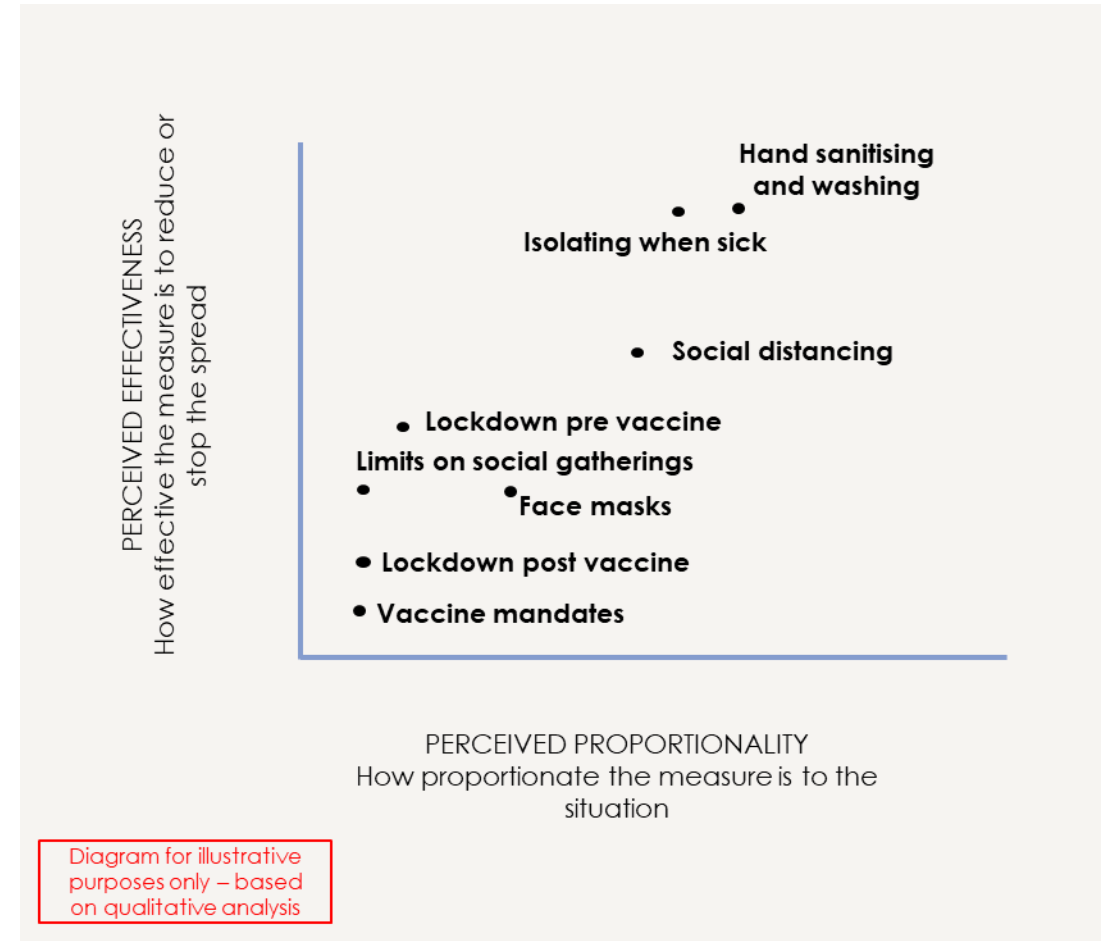 PERCEIVED EFFECTIVENESS
How effective the measure is to reduce or
stop the spread
Hand sanitising
and washing
Isolating when sick
Social distancing
Lockdown pre vaccine
Limits on social gatherings
Face masks
Lockdown post vaccine
Vaccine mandates
PERCEIVED PROPORTIONALITY
How proportionate the measure is to the
situation
Diagram for illustrative
purposes only – based
on qualitative analysis